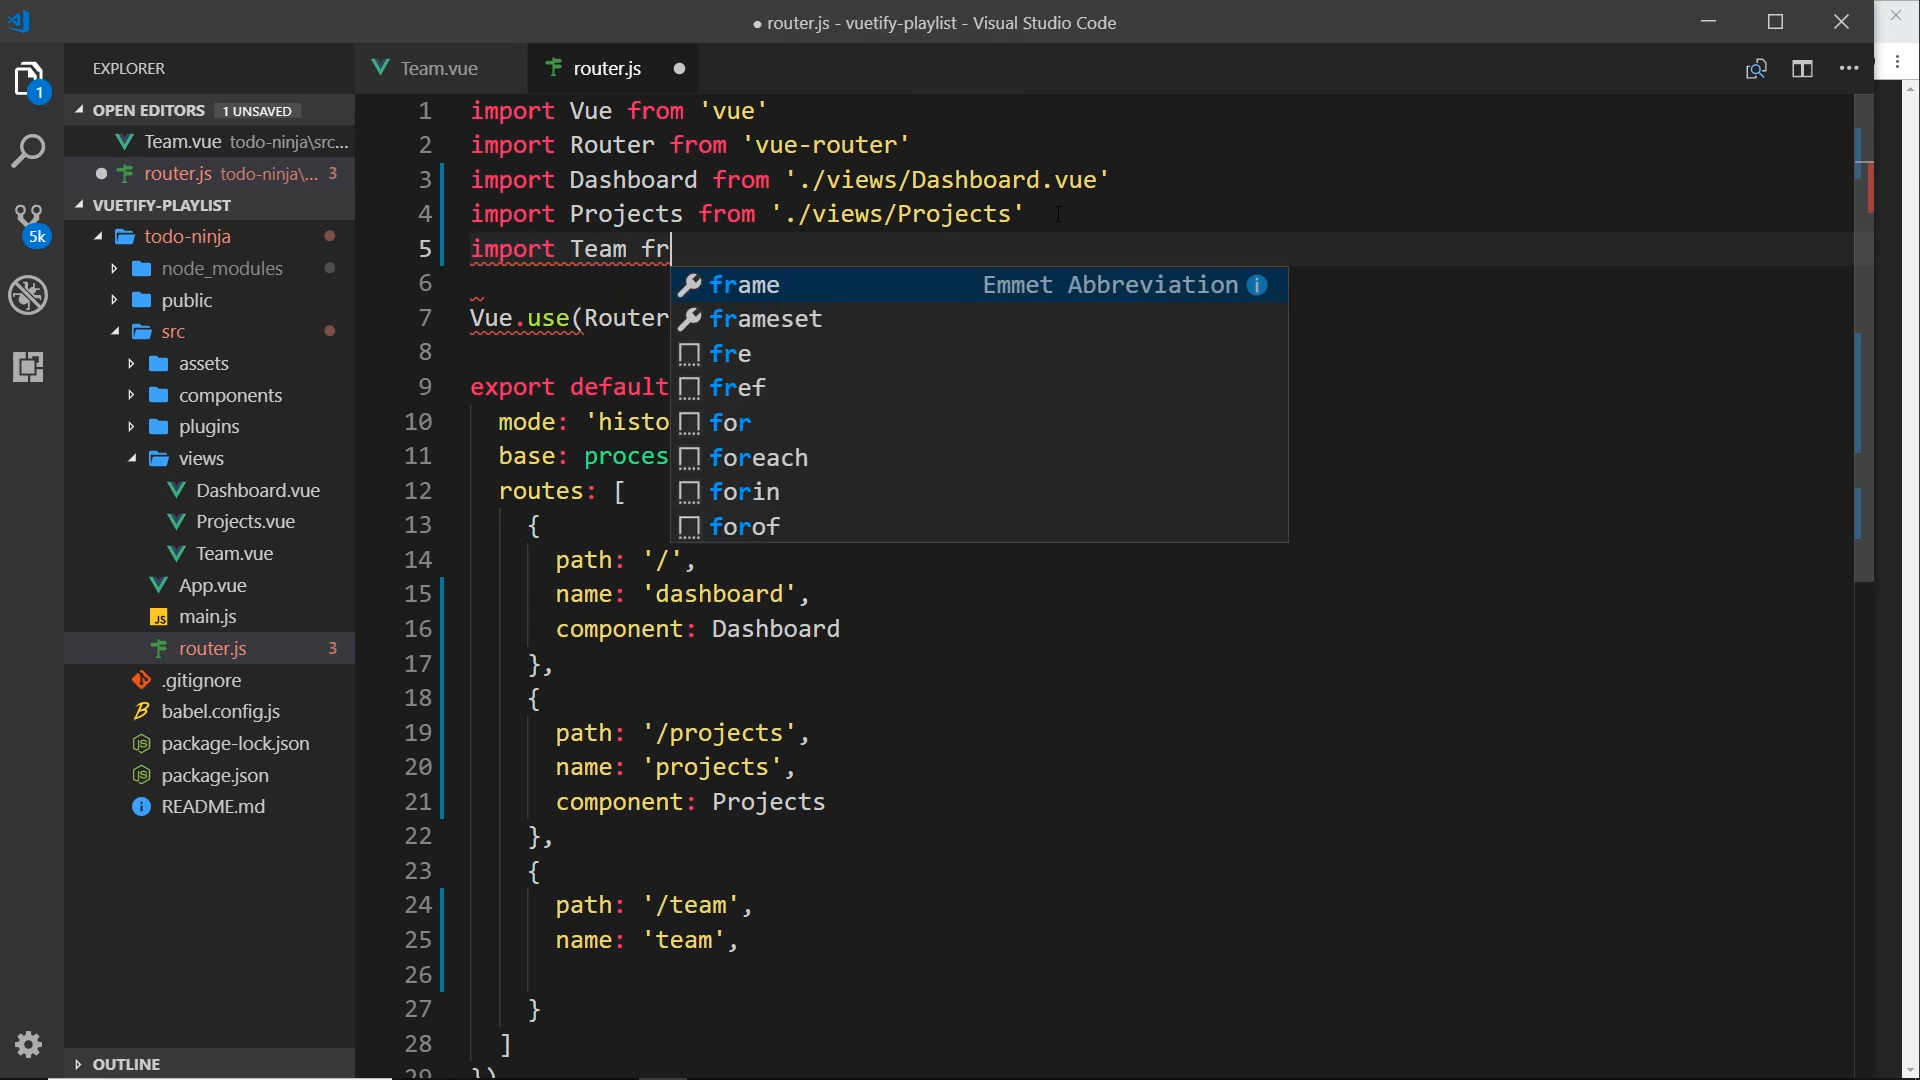 ● router.js - vuetify-playlist - Visual Studio Code
EXPLORER
OPEN EDITORS 1 UNSAVED
Team.vue todo-ninja\src...
router.js todo-ninja\... 3
VUETIFY-PLAYLIST
todo-ninja
node_modules
public
src
assets
components
plugins
views
Dashboard.vue
Projects.vue
Team.vue
App.vue
main.js
router.js 3
.gitignore
babel.config.js
package-lock.json
package.json
README.md
OUTLINE
1
5k
Team.vue
router.js
1 import Vue from 'vue'
2 import Router from 'vue-router'
3 import Dashboard from './views/Dashboard.vue'
4 import Projects from './views/Projects'
5 import Team fr
6
7 Vue.use(Router
8
9 export default
10 mode: 'histo
11 base: proces
12 routes: [
13 {
14 path: '/',
15 name: 'dashboard',
16 component: Dashboard
17 },
18 {
19 path: '/projects',
20 name: 'projects',
21 component: Projects
22 },
23 {
24 path: '/team',
25 name: 'team',
26
27 }
28 ]
29 })
frame Emmet Abbreviation
frameset
fre
fref
for
foreach
forin
forof